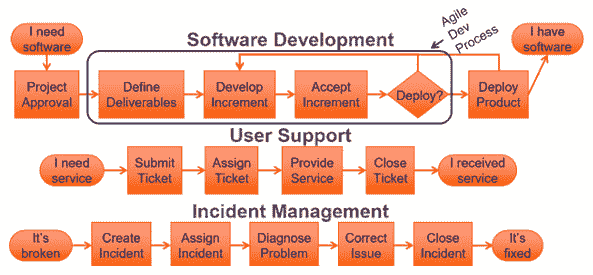 I need
software
Software Development
Agile
Dev
Process
I have
software
Project
Approval
Define
Deliverables
Develop
Increment
Accept
Increment
Deploy?
Deploy
Product
User Support
I need
service
Submit
Ticket
Assign
Ticket
Provide
Service
Close
Ticket
I received
service
Incident Management
It's
broken
Create
Incident
Assign
Incident
Diagnose
Problem
Correct
Issue
Close
Incident
It's
fixed